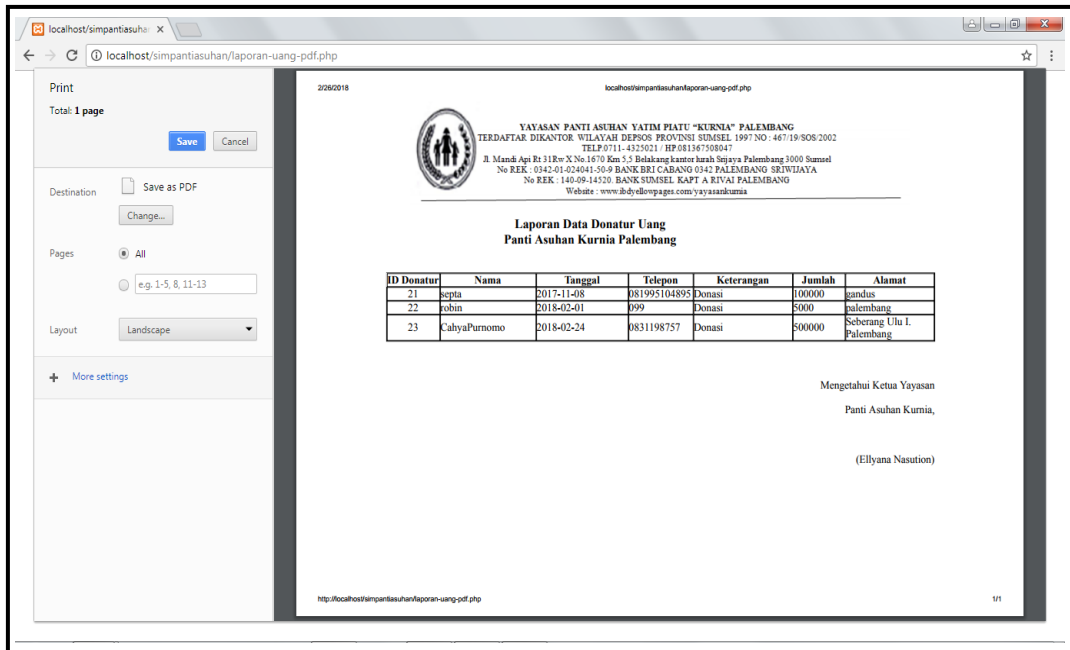 localhost/simpantiasuhan
localhost/simpantiasuhan/laporan-uang-pdf.php
Print
Total: 1 page
Save Cancel
Destination Save as PDF
Change...
Pages All
e.g. 1-5, 8, 11-13
Layout Landscape
+ More settings
2/26/2018 localhost/simpantiasuhan/laporan-uang-pdf.php
YAYASAN PANTI ASUHAN YATIM PIATU “KURNIA” PALEMBANG
TERDAFTAR DIKANTOR WILAYAH DEPSOS PROVINSI SUMSEL 1997 NO : 467/19/SOS/2002
TELP.0711- 4325021 / HP.081367508047
Jl. Mandi Api Rt 31Rw X No.1670 Km 5,5 Belakang kantor lurah Srijaya Palembang 3000 Sumsel
No REK : 0342-01-024041-50-9 BANK BRI CABANG 0342 PALEMBANG SRIWIJAYA
No REK : 140-09-14520. BANK SUMSEL KAPT A RIVAI PALEMBANG
Website : www.ibdyellowpages.com/yayasankurnia
Laporan Data Donatur Uang
Panti Asuhan Kurnia Palembang
ID Donatur Nama Tanggal Telepon Keterangan Jumlah Alamat
21 septa 2017-11-08 081995104895 Donasi 100000 gandus
22 robin 2018-02-01 099 Donasi 5000 palembang
23 CahyaPurnomo 2018-02-24 0831198757 Donasi 500000 Seberang Ulu I.
Palembang
Mengetahui Ketua Yayasan
Panti Asuhan Kurnia,
(Ellyana Nasution)
http://localhost/simpantiasuhan/laporan-uang-pdf.php 1/1